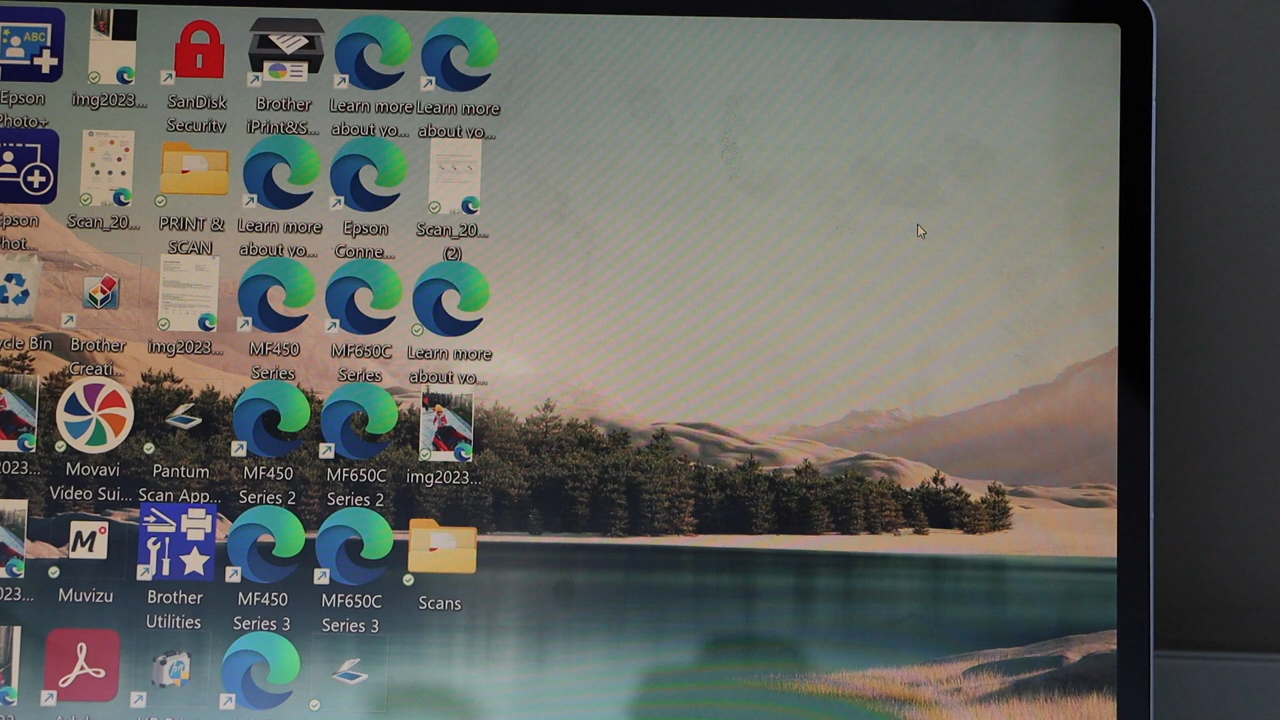 Epson
Photo+
ABC
img2023...
SanDisk
Security
Brother
iPrint&S...
Learn more
about yo...
Learn more
about yo...
Epson
Phot...
Scan_20...
PRINT &
SCAN
Learn more
about yo...
Epson
Conne...
Scan_20...
(2)
cycle Bin
Brother
Creati...
img2023...
MF450
Series
MF650C
Series
Learn more
about yo...
2023...
Movavi
Video Sui...
Pantum
Scan App...
MF450
Series 2
MF650C
Series 2
img2023...
023...
M
Muvizu
Brother
Utilities
MF450
Series 3
MF650C
Series 3
Scans